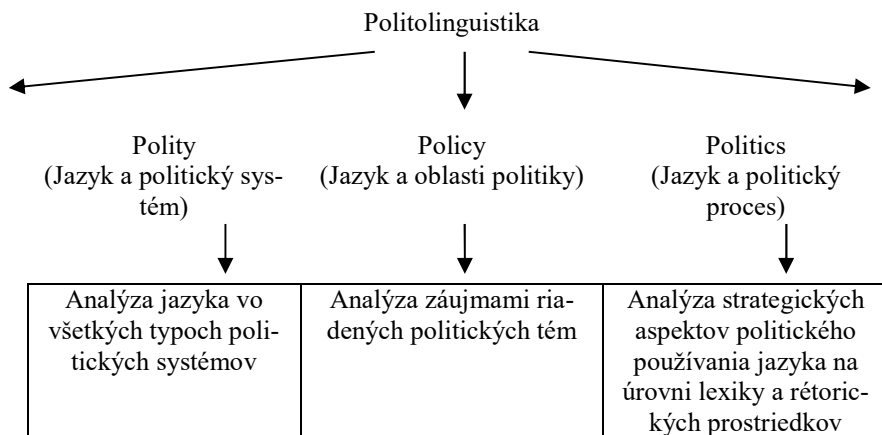 Politolinguistika
Polity
(Jazyk a politický sys-
tém)
Policy
(Jazyk a oblasti politiky)
Politics
(Jazyk a politický
proces)
Analýza jazyka vo
všetkých typoch poli-
tických systémov
Analýza záujmami ria-
dených politických tém
Analýza strategických
aspektov politického
používania jazyka na
úrovni lexiky a rétoric-
kých prostriedkov